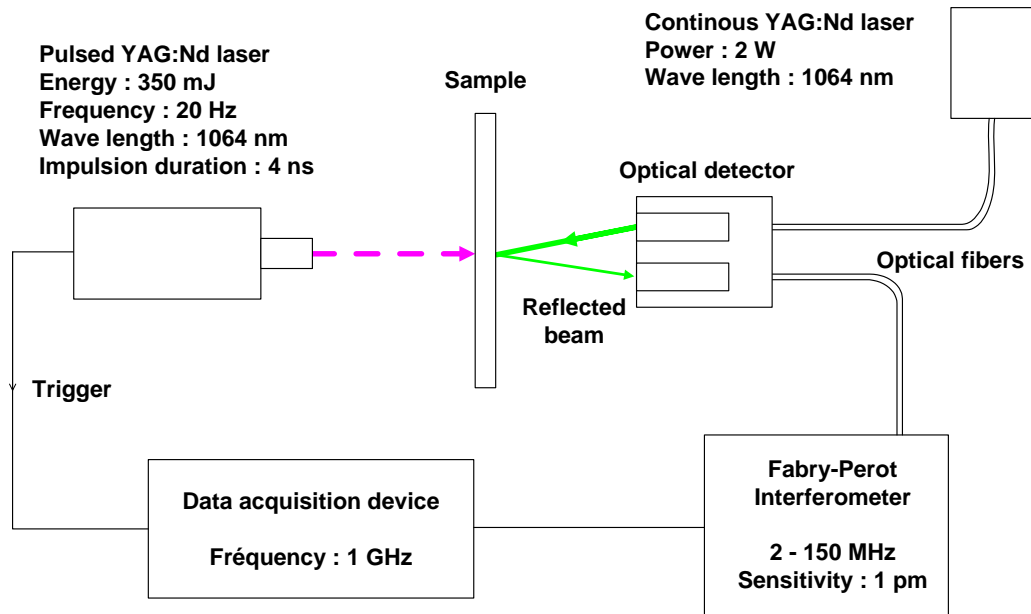 Pulsed YAG:Nd laser
Energy : 350 mJ
Frequency : 20 Hz
Wave length : 1064 nm
Impulsion duration : 4 ns
Sample
Continous YAG:Nd laser
Power : 2 W
Wave length : 1064 nm
Optical detector
Optical fibers
Reflected
beam
Trigger
Data acquisition device
Fréquency : 1 GHz
Fabry-Perot
Interferometer
2 - 150 MHz
Sensitivity : 1 pm